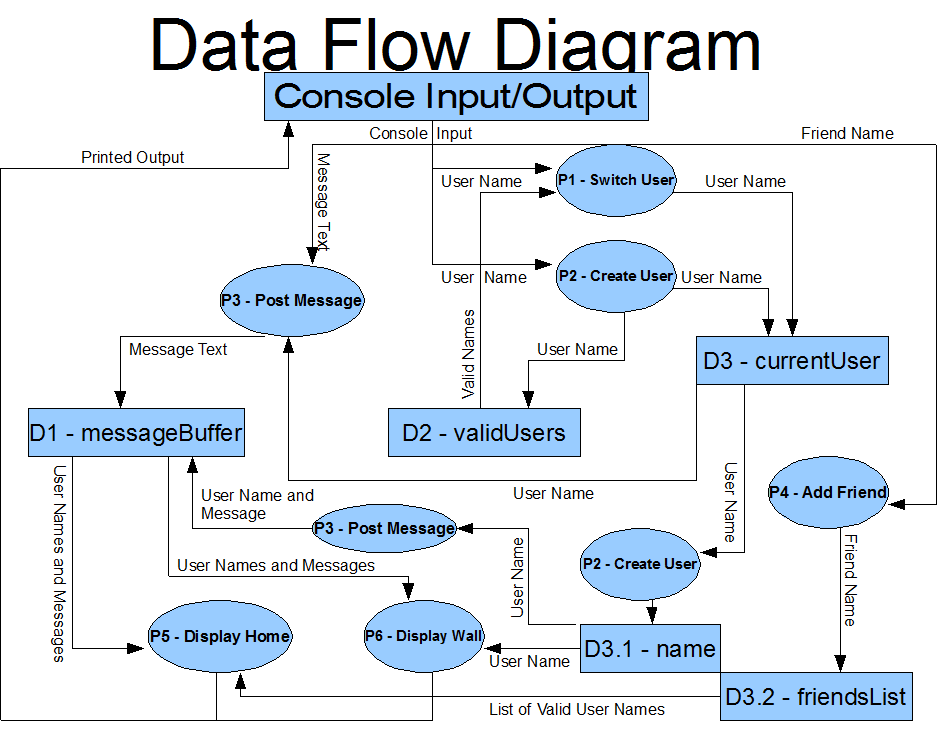 Data Flow Diagram
Console Input/Output
Console Input
Friend Name
Printed Output
Message Text
User Name
P1 - Switch User
User Name
P3 - Post Message
User Name
P2 - Create User
User Name
Valid Names
Message Text
User Name
D3 - currentUser
D1 - messageBuffer
D2 - validUsers
User Names and Messages
User Name and
Message
User Name
User Name
P4 - Add Friend
P3 - Post Message
User Name
P2 - Create User
Friend Name
User Names and Messages
P5 - Display Home
P6 - Display Wall
User Name
D3.1 - name
D3.2 - friendsList
List of Valid User Names